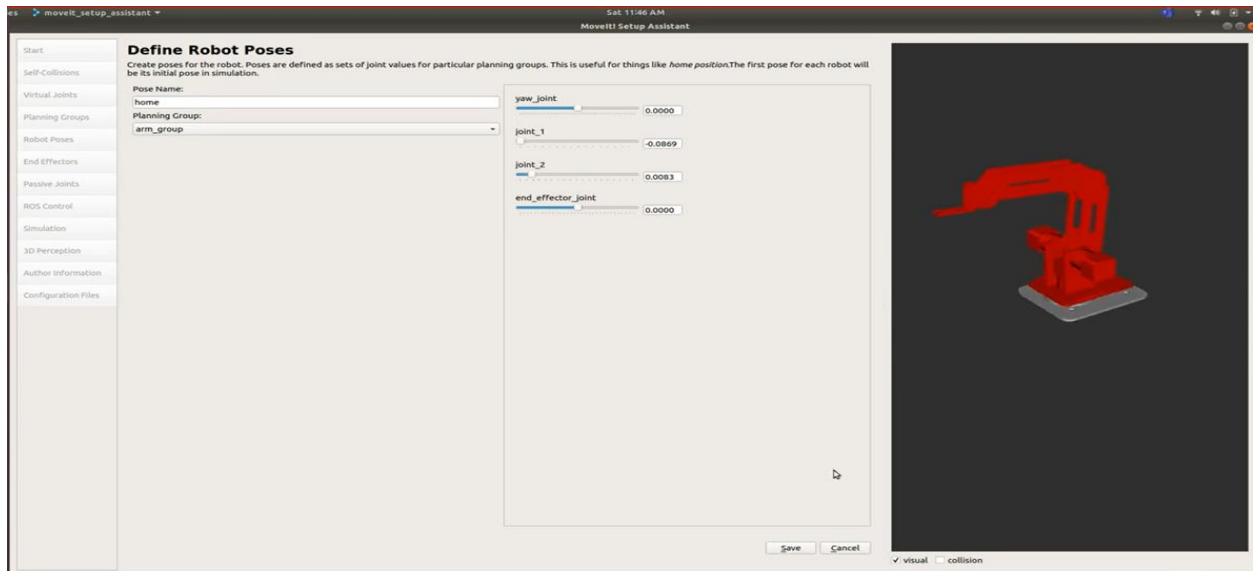 es moveit_setup_assistant Sat 11:46 AM
MoveIt! Setup Assistant
Start
Self-Collisions
Virtual Joints
Planning Groups
Robot Poses
End Effectors
Passive Joints
ROS Control
Simulation
3D Perception
Author Information
Configuration Files
Define Robot Poses
Create poses for the robot. Poses are defined as sets of joint values for particular planning groups. This is useful for things like home position.The first pose for each robot will
be its initial pose in simulation.
Pose Name:
home
Planning Group:
arm_group
yaw_joint
0.0000
joint_1
-0.0869
joint_2
0.0083
end_effector_joint
0.0000
Save Cancel
visual collision